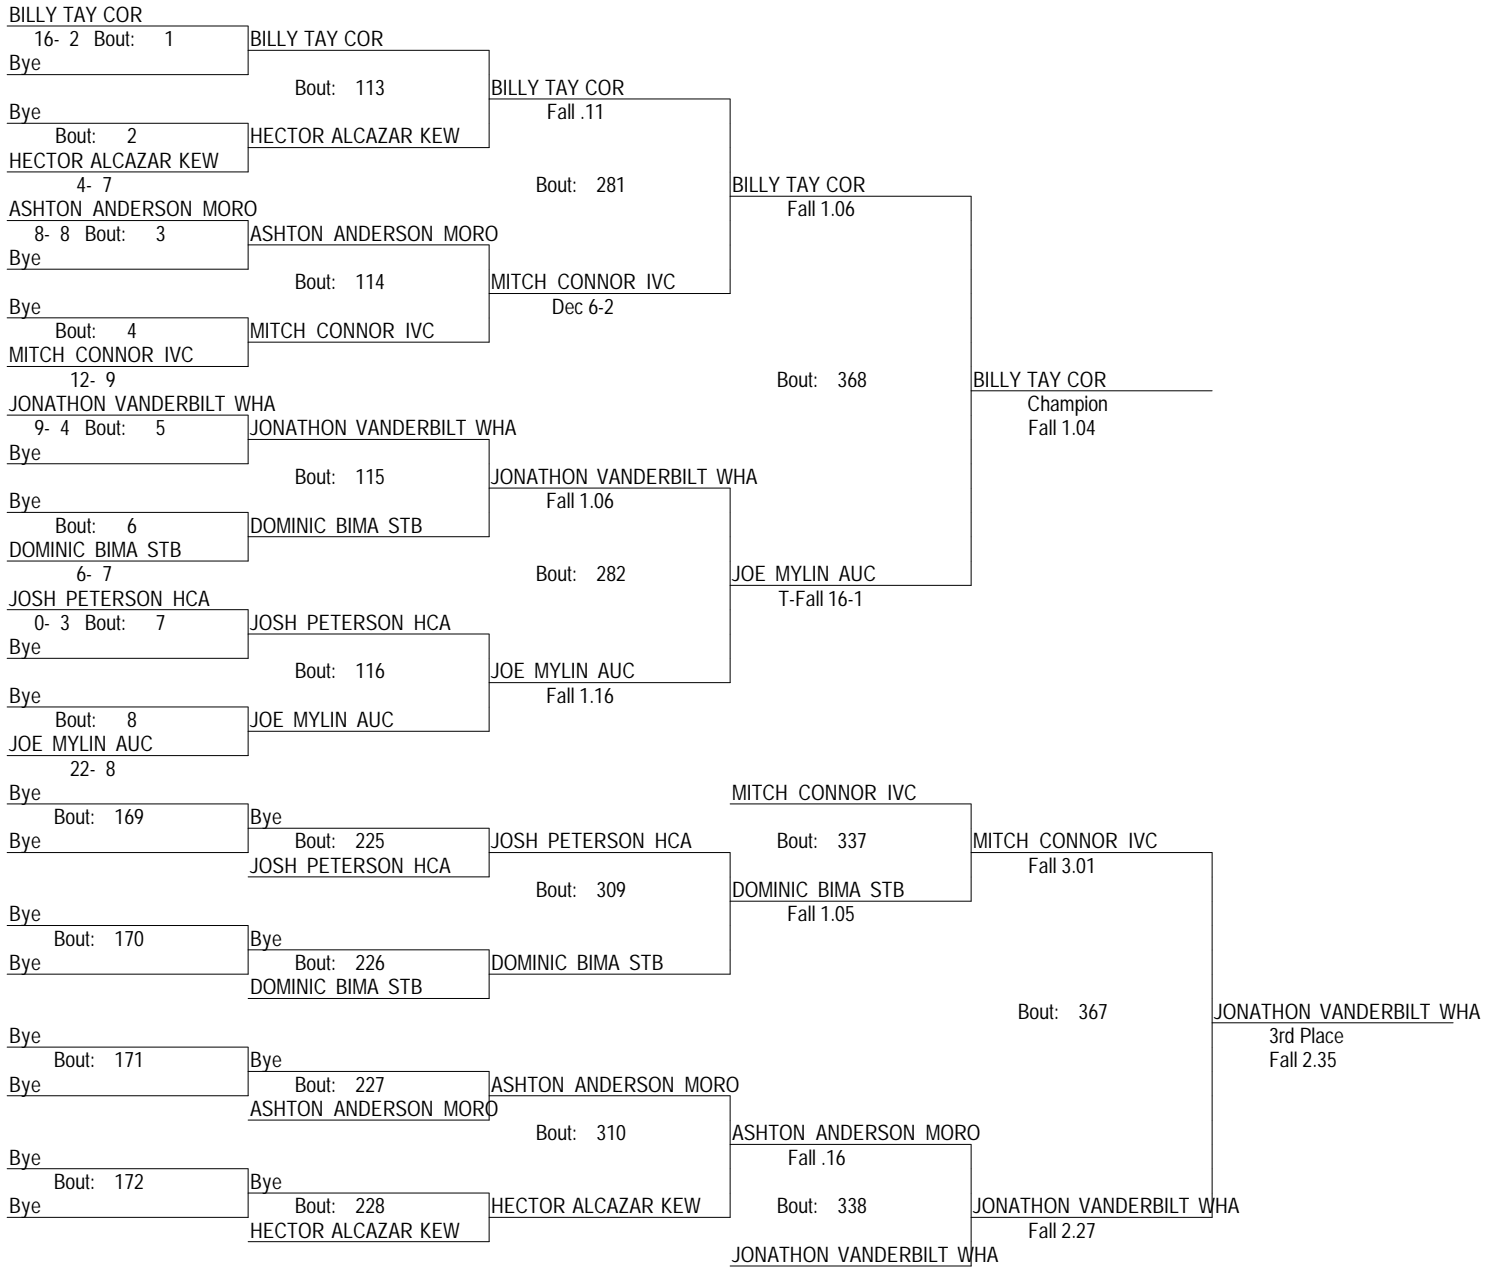 BILLY TAY COR
16- 2 Bout: 1
BILLY TAY COR
Bye
Bout: 113
BILLY TAY COR
Bye
Fall .11
Bout: 2
HECTOR ALCAZAR KEW
HECTOR ALCAZAR KEW
4- 7
Bout: 281
BILLY TAY COR
ASHTON ANDERSON MORO
Fall 1.06
8- 8 Bout: 3
ASHTON ANDERSON MORO
Bye
Bout: 114
MITCH CONNOR IVC
Bye
Dec 6-2
Bout: 4
MITCH CONNOR IVC
MITCH CONNOR IVC
12- 9
Bout: 368
BILLY TAY COR
JONATHON VANDERBILT WHA
Champion
9- 4 Bout: 5
JONATHON VANDERBILT WHA
Fall 1.04
Bye
Bout: 115
JONATHON VANDERBILT WHA
Bye
Fall 1.06
Bout: 6
DOMINIC BIMA STB
DOMINIC BIMA STB
6- 7
Bout: 282
JOE MYLIN AUC
JOSH PETERSON HCA
T-Fall 16-1
0- 3 Bout: 7
JOSH PETERSON HCA
Bye
Bout: 116
JOE MYLIN AUC
Bye
Fall 1.16
Bout: 8
JOE MYLIN AUC
JOE MYLIN AUC
22- 8
Bye
MITCH CONNOR IVC
Bout: 169
Bye
Bye
Bout: 225
JOSH PETERSON HCA
Bout: 337
MITCH CONNOR IVC
JOSH PETERSON HCA
Fall 3.01
Bout: 309
DOMINIC BIMA STB
Bye
Fall 1.05
Bout: 170
Bye
Bye
Bout: 226
DOMINIC BIMA STB
DOMINIC BIMA STB
Bout: 367
JONATHON VANDERBILT WHA
Bye
3rd Place
Bout: 171
Bye
Fall 2.35
Bye
Bout: 227
ASHTON ANDERSON MORO
ASHTON ANDERSON MORO
Bout: 310
ASHTON ANDERSON MORO
Bye
Fall .16
Bout: 172
Bye
Bye
Bout: 228
HECTOR ALCAZAR KEW
Bout: 338
JONATHON VANDERBILT WHA
HECTOR ALCAZAR KEW
Fall 2.27
JONATHON VANDERBILT WHA